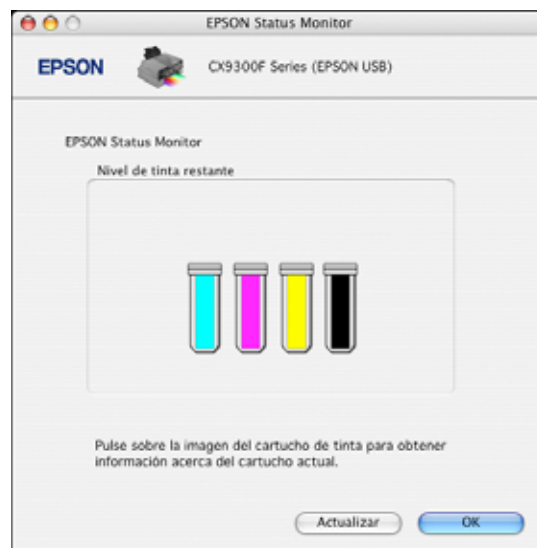 EPSON Status Monitor
EPSON
CX9300F Series (EPSON USB)
EPSON Status Monitor
Nivel de tinta restante
Pulse sobre la imagen del cartucho de tinta para obtener
información acerca del cartucho actual.
Actualizar
OK